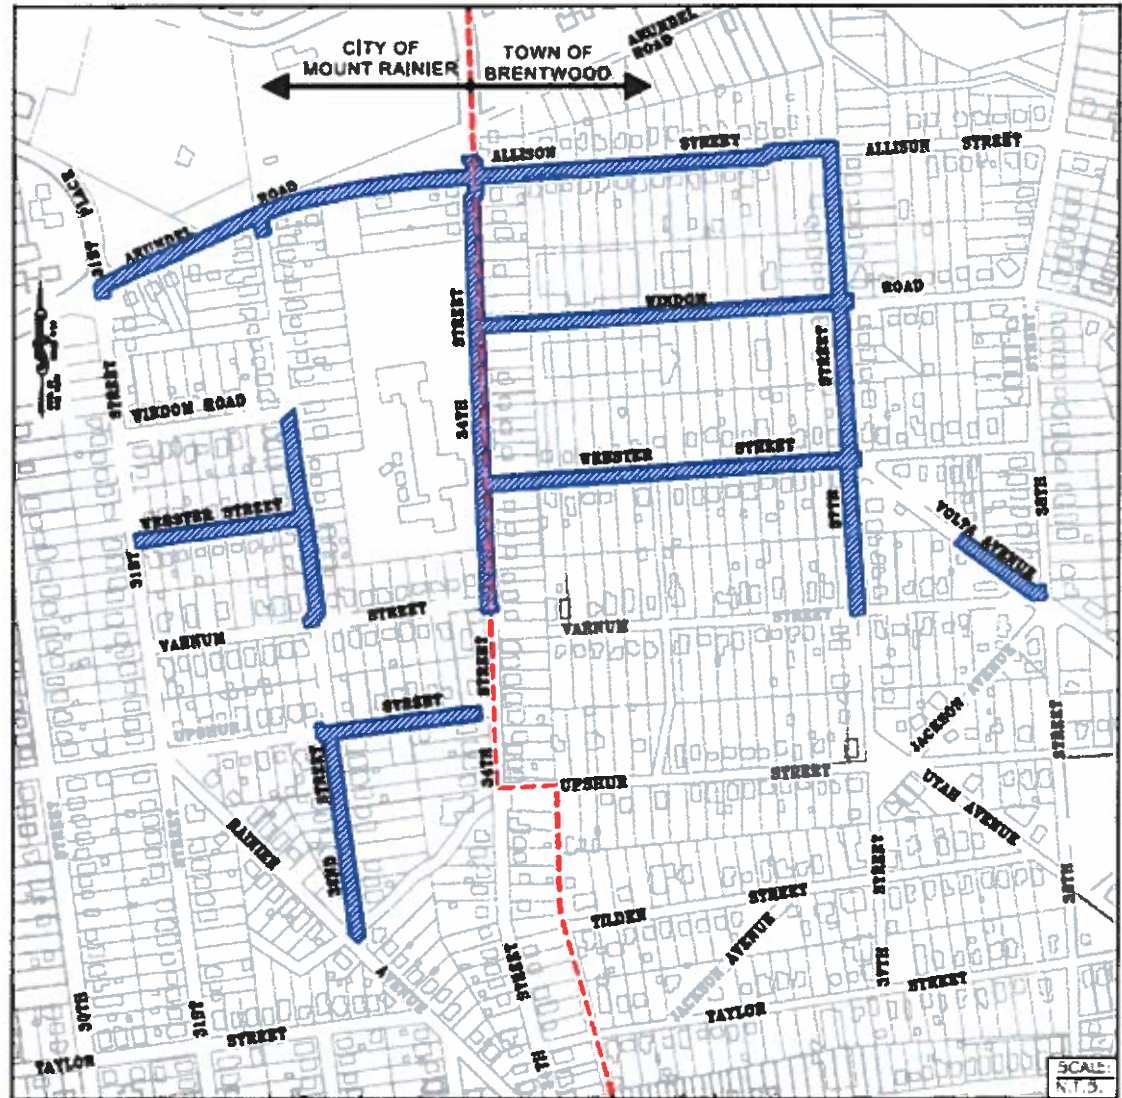 CITY OF
MOUNT RAINIER
TOWN OF
BRENTWOOD
ARUNDEL
ROAD
ALLISON STREET
ALLISON STREET
PLACE
31ST
ARUNDEL ROAD
STREET
34TH
WINDOM ROAD
STREET
STREET
STREET
WINDOM ROAD
WEBSTER STREET
WEBSTER STREET
37TH
38TH
VOLTA AVENUE
31ST
VARNUM STREET
VARNUM STREET
STREET
STREET
UPSHUR
34TH
STREET
32ND
UPSHUR STREET
JACKSON AVENUE
STREET
UTAH AVENUE
RAINIER
AVENUE
STREET
STREET
STREET
38TH
TILDEN STREET
JACKSON AVENUE
STREET
37TH
STREET
TAYLOR
30TH
31ST
STREET
TAYLOR
TH
SCALE:
N.T.S.